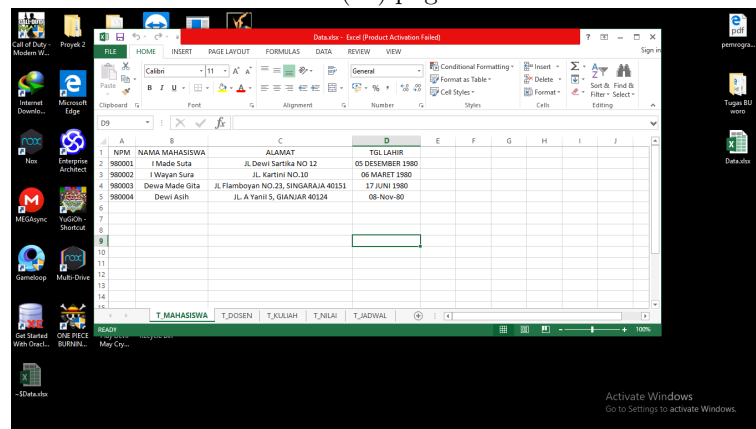 Data.xlsx - Excel (Product Activation Failed)
FILE HOME INSERT PAGE LAYOUT FORMULAS DATA REVIEW VIEW Sign in
Paste Calibri 11 General Conditional Formatting Format as Table Cell Styles Insert Delete Format Sort & Filter Find & Select
Clipboard Font Alignment Number Styles Cells Editing
D9 fx
A B C D E F G H I J
1 NPM NAMA MAHASISWA ALAMAT TGL LAHIR
2 980001 I Made Suta JL Dewi Sartika NO 12 05 DESEMBER 1980
3 980002 I Wayan Sura JL. Kartini NO.10 06 MARET 1980
4 980003 Dewa Made Gita JL Flamboyan NO.23, SINGARAJA 40151 17 JUNI 1980
5 980004 Dewi Asih JL. A Yanil 5, GIANJAR 40124 08-Nov-80
6
7
8
9
10
11
12
13
14
15
T_MAHASISWA T_DOSEN T_KULIAH T_NILAI T_JADWAL
READY 100%
Call of Duty - Modern W...
Proyek 2
Internet Downlo...
Microsoft Edge
Nox
Enterprise Architect
MEGAsync
YuGiOh - Shortcut
Gameloop
Multi-Drive
Get Started With Oracl...
ONE PIECE BURNIN...
May Cry...
~$Data.xlsx
pdf
pemrogra...
Tugas BU woro
Data.xlsx
Activate Windows
Go to Settings to activate Windows.